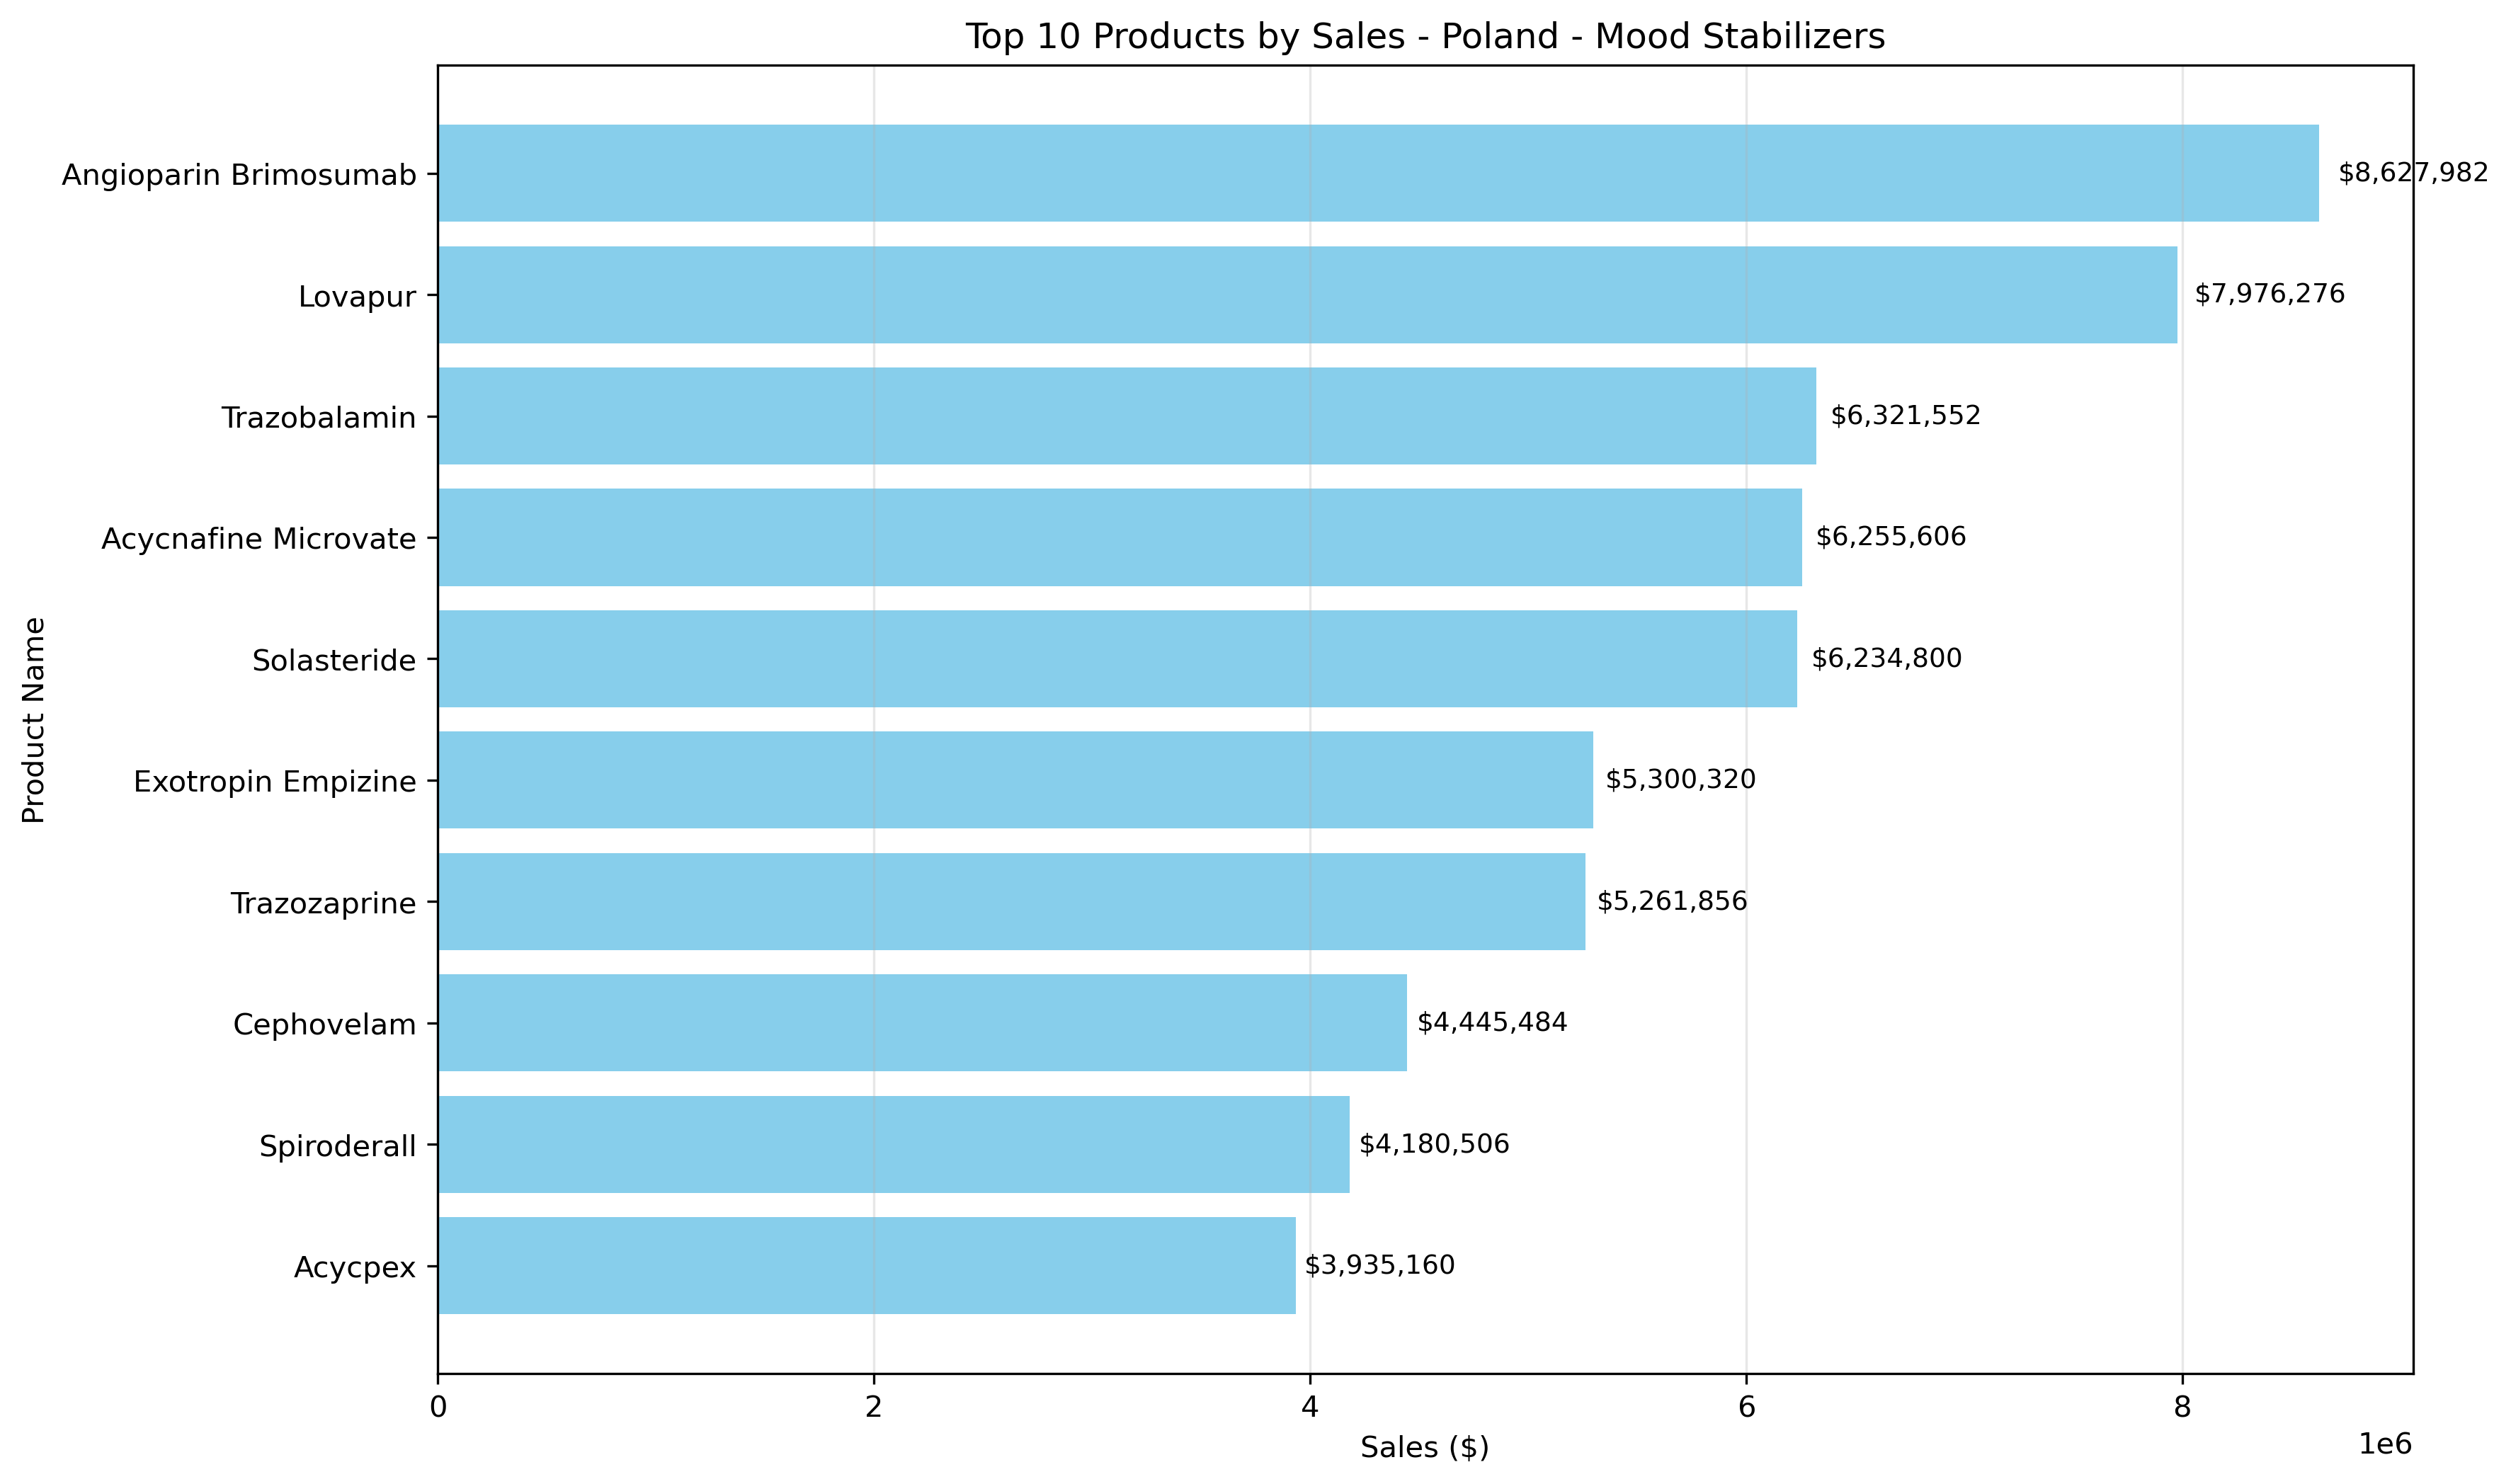 Top 10 Products by Sales - Poland - Mood Stabilizers
Product Name
Angioparin Brimosumab $8,627,982
Lovapur $7,976,276
Trazobalamin $6,321,552
Acycnafine Microvate $6,255,606
Solasteride $6,234,800
Exotropin Empizine $5,300,320
Trazozaprine $5,261,856
Cephovelam $4,445,484
Spiroderall $4,180,506
Acycpex $3,935,160
0 2 4 6 8
1e6
Sales ($)